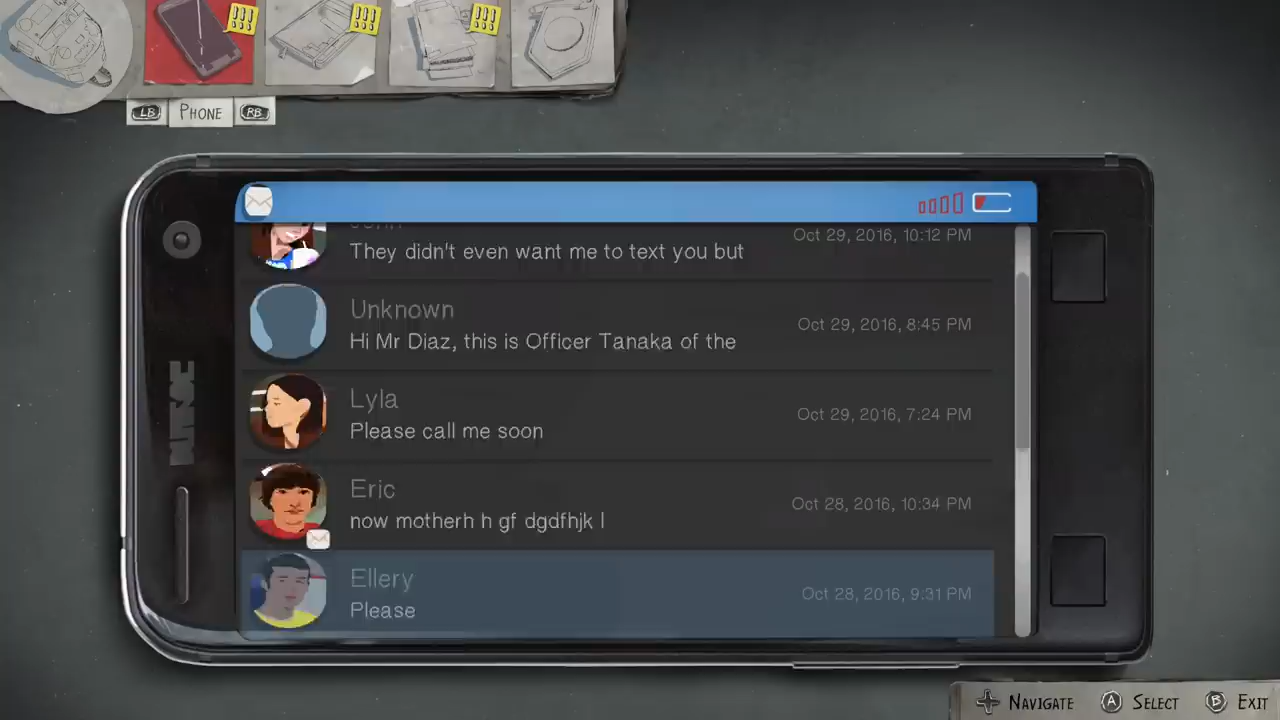 LB PHONE RB
Oct 29, 2016, 10:12 PM
They didn't even want me to text you but
Unknown
Hi Mr Diaz, this is Officer Tanaka of the
Oct 29, 2016, 8:45 PM
Lyla
Please call me soon
Oct 29, 2016, 7:24 PM
Eric
now motherh h gf dgdfhjk l
Oct 28, 2016, 10:34 PM
Ellery
Please
Oct 28, 2016, 9:31 PM
NAVIGATE A SELECT B EXIT